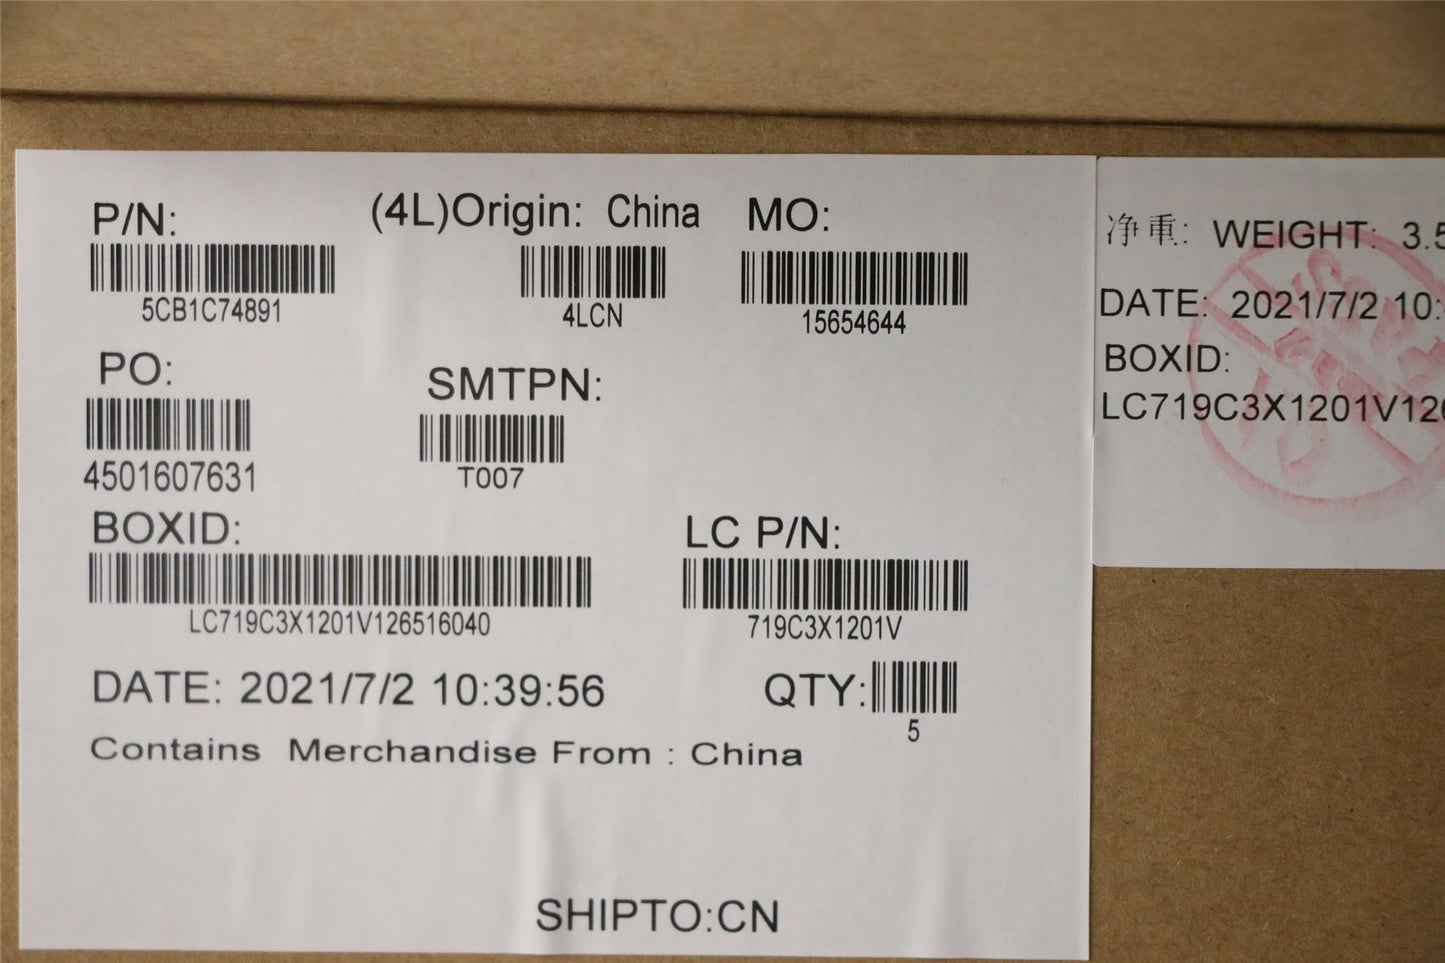 P/N: (4L)Origin: China MO:
5CB1C74891 4LCN 15654644
PO: SMTPN:
4501607631 T007
BOXID: LC P/N:
LC719C3X1201V126516040 719C3X1201V
DATE: 2021/7/2 10:39:56 QTY:
5
Contains Merchandise From : China
SHIPTO:CN
净重: WEIGHT: 3.5
DATE: 2021/7/2 10:
BOXID:
LC719C3X1201V126